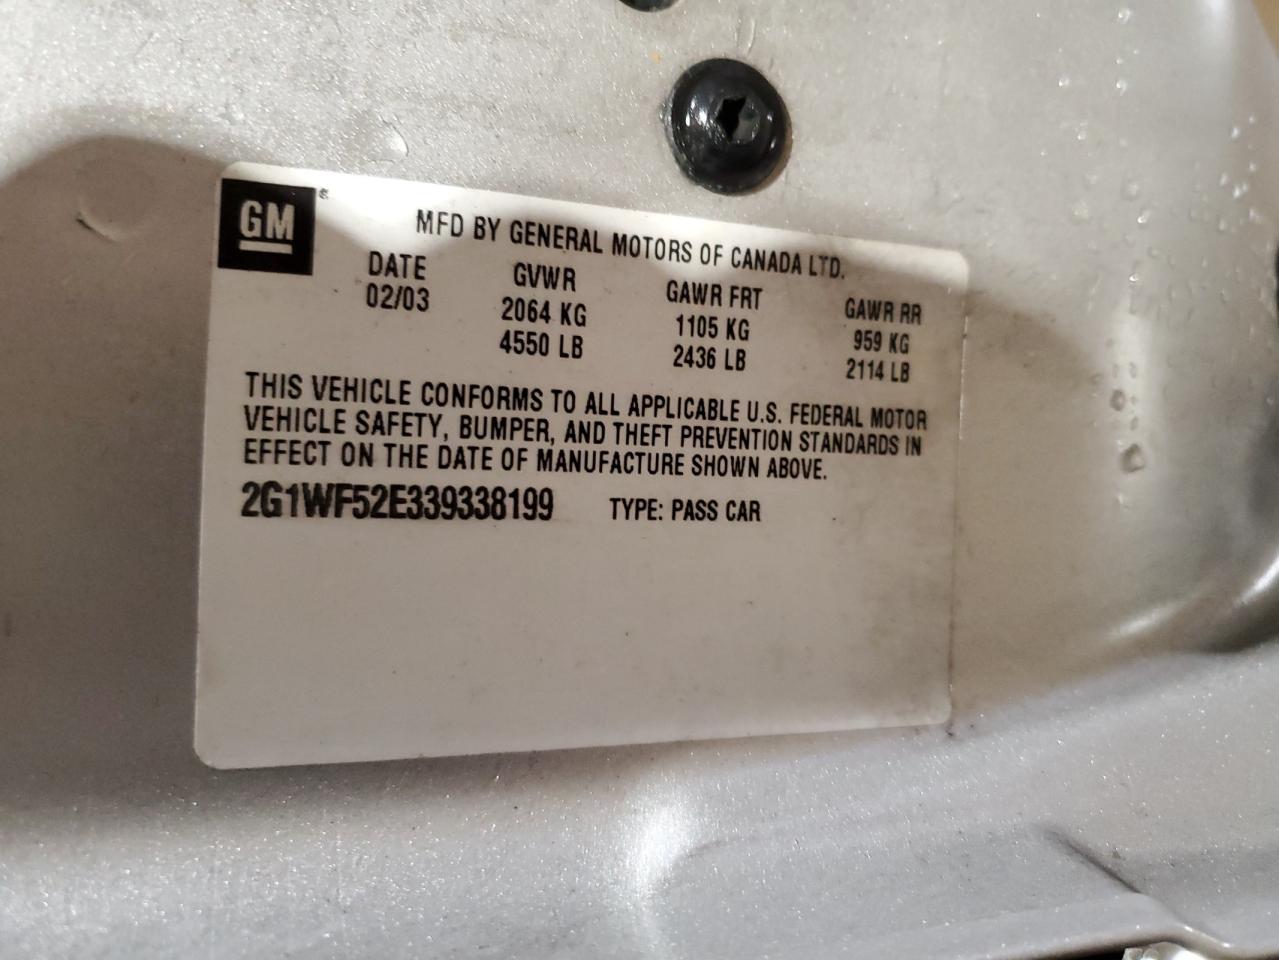 GM
MFD BY GENERAL MOTORS OF CANADA LTD.
DATE GVWR GAWR FRT GAWR RR
02/03 2064 KG 1105 KG 959 KG
4550 LB 2436 LB 2114 LB
THIS VEHICLE CONFORMS TO ALL APPLICABLE U.S. FEDERAL MOTOR
VEHICLE SAFETY, BUMPER, AND THEFT PREVENTION STANDARDS IN
EFFECT ON THE DATE OF MANUFACTURE SHOWN ABOVE.
2G1WF52E339338199 TYPE: PASS CAR